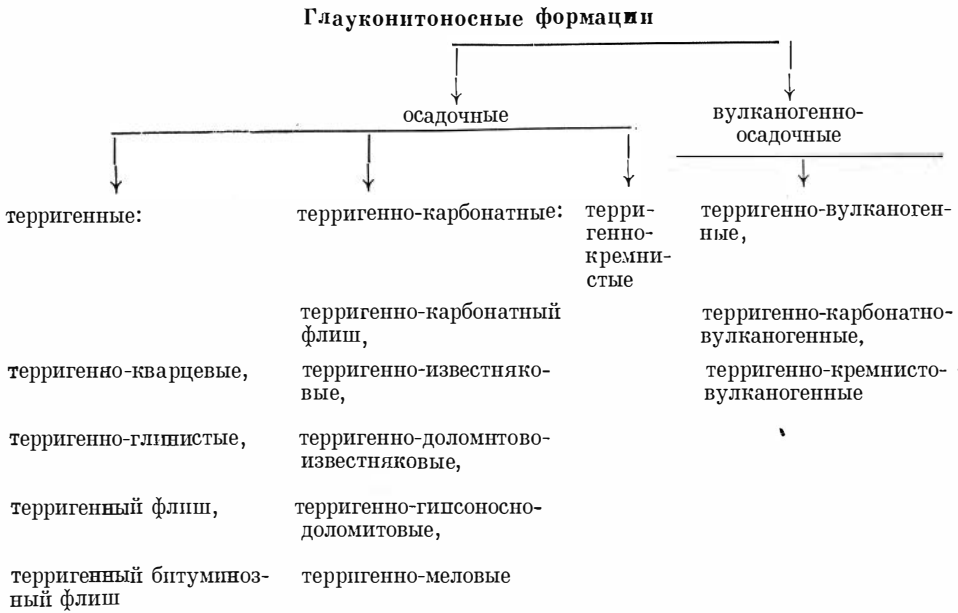 Глауконитоносные формации
осадочные
вулканогенно-
осадочные
терригенные:
терригенно-кварцевые,
терригенно-глинистые,
терригенный флиш,
терригенный битуминоз-
ный флиш
терригенно-карбонатные:
терригенно-карбонатный
флиш,
терригенно-известняко-
вые,
терригенно-доломитово-
известняковые,
терригенно-гипсоносно-
доломитовые,
терригенно-меловые
терри-
генно-
кремни-
стые
терригенно-вулканоген-
ные,
терригенно-карбонатно-
вулканогенные,
терригенно-кремнисто-
вулканогенные